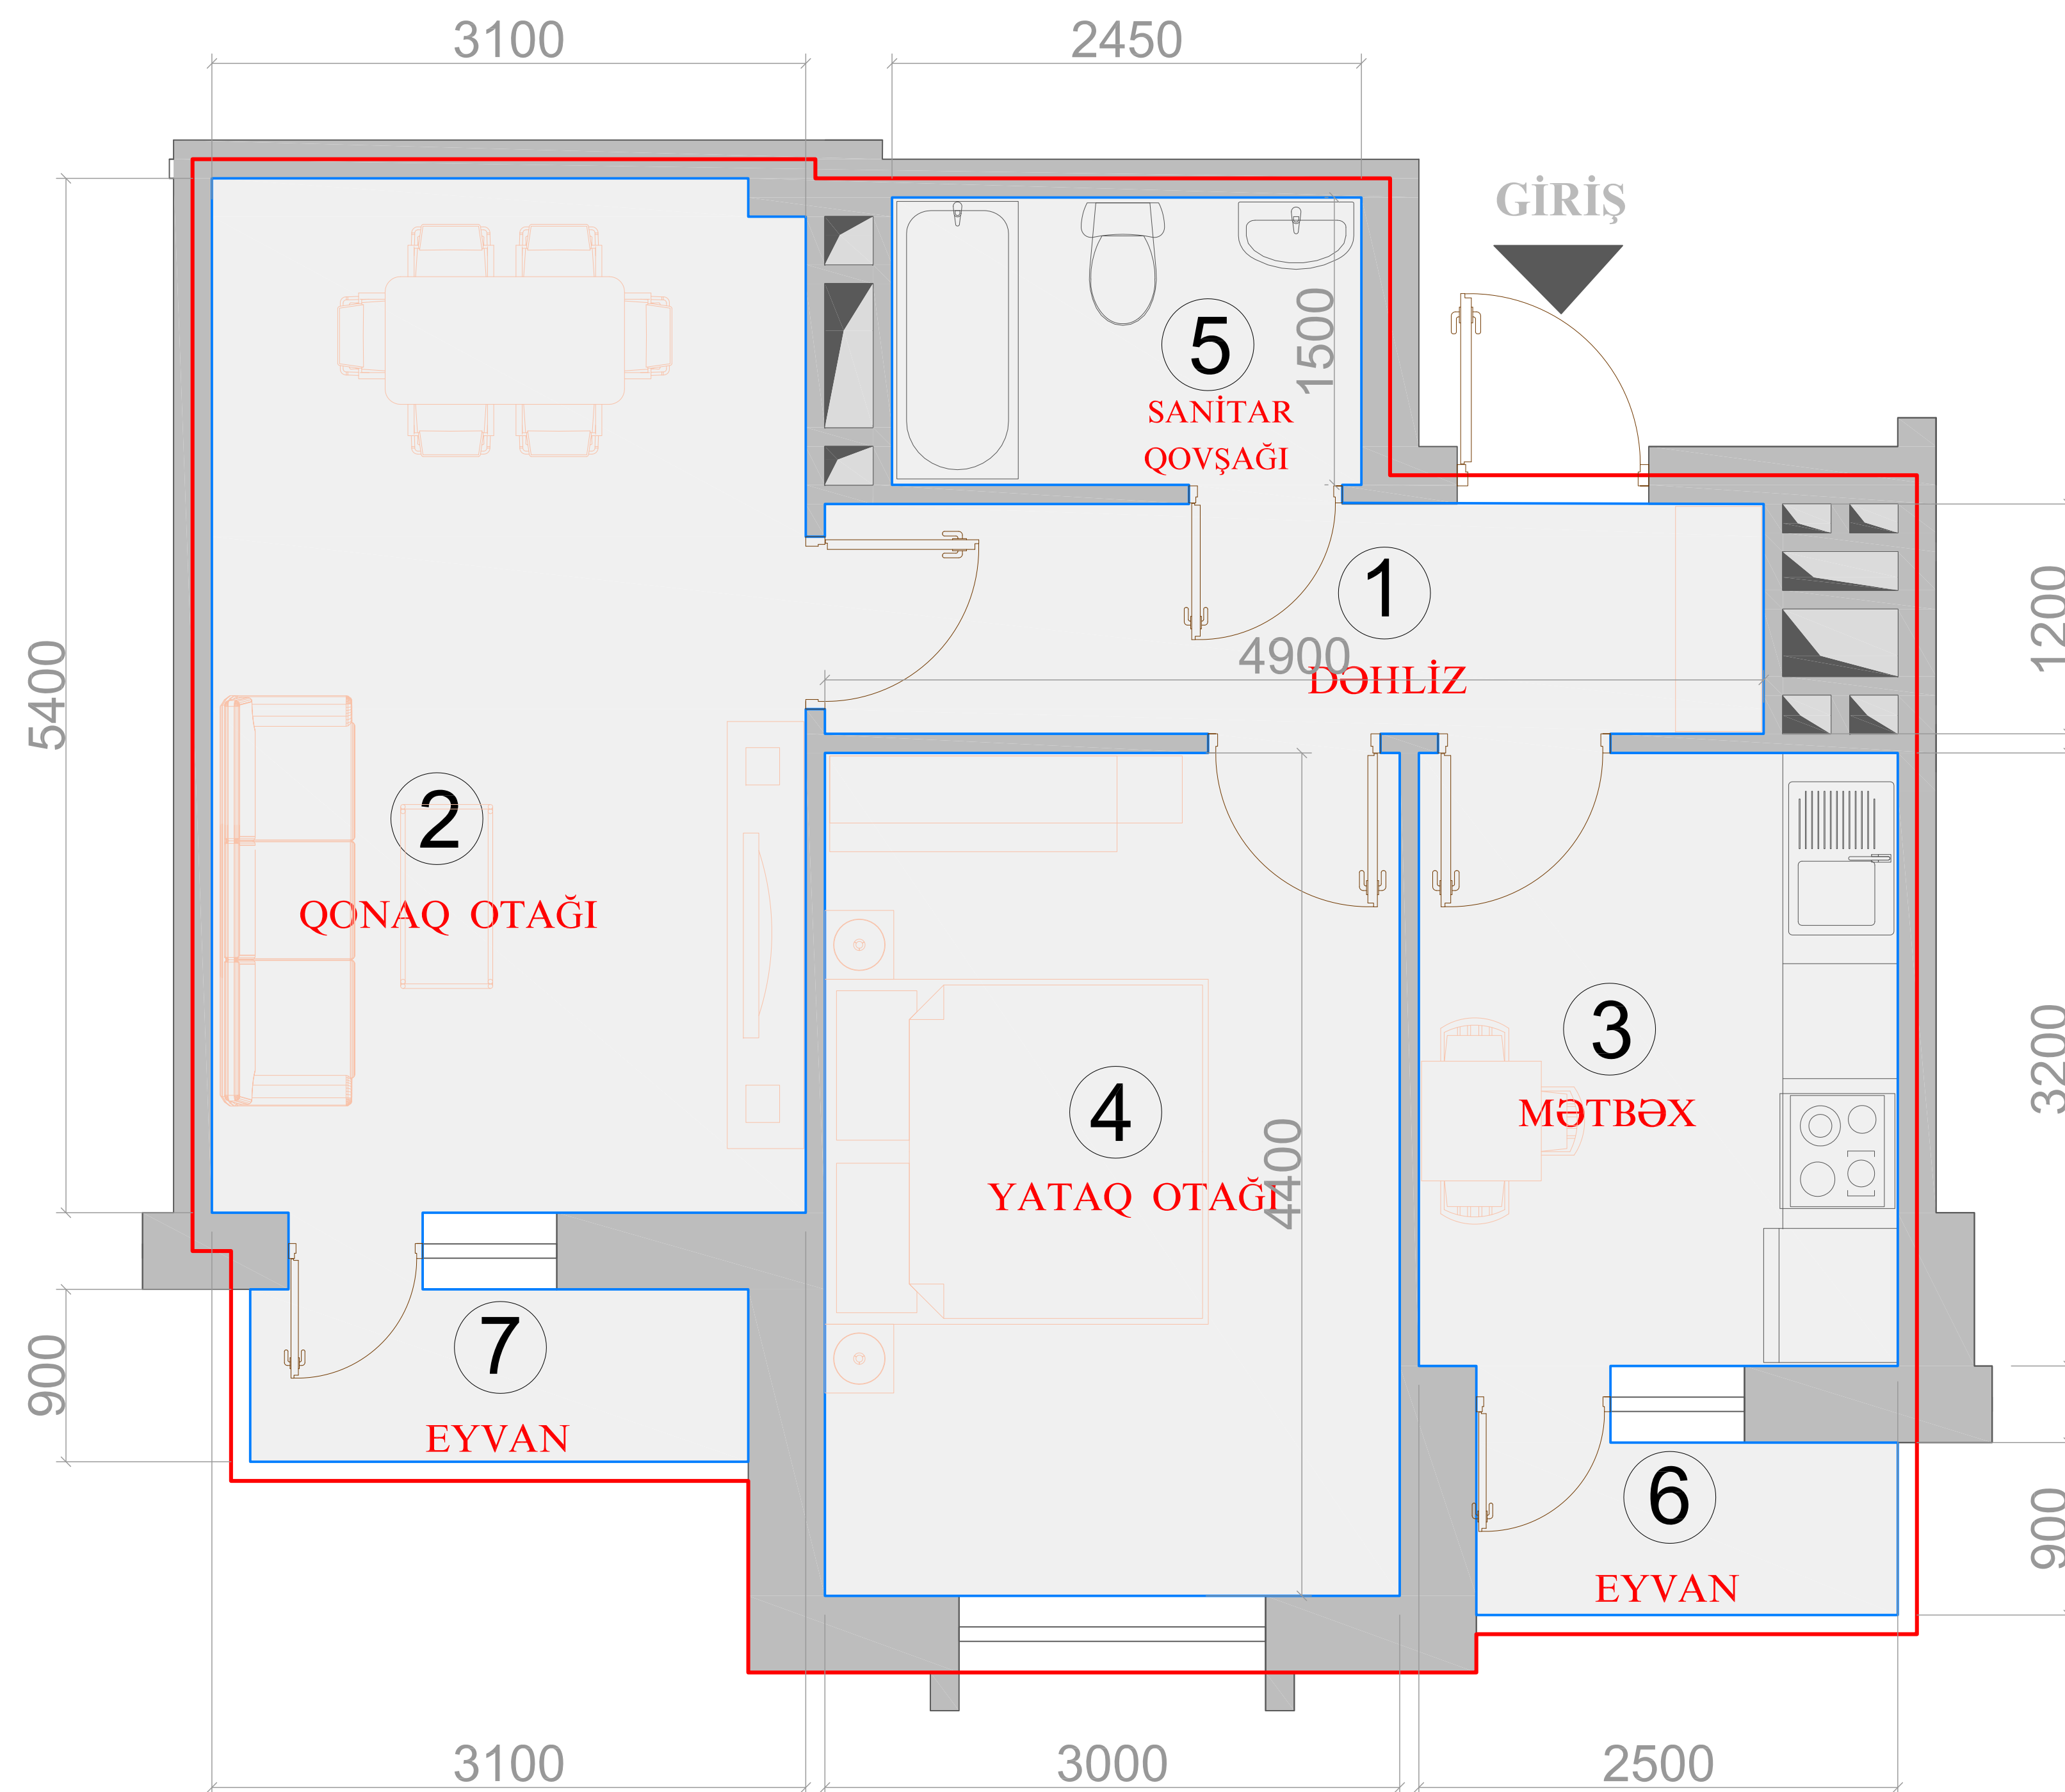 3100
2450
GİRİŞ
5
SANİTAR
QOVŞAĞI
1500
1
4900
DƏHLİZ
1200
5400
2
QONAQ OTAĞI
3
MƏTBƏX
3200
4
YATAQ OTAĞI
4400
7
EYVAN
900
6
EYVAN
900
3100
3000
2500